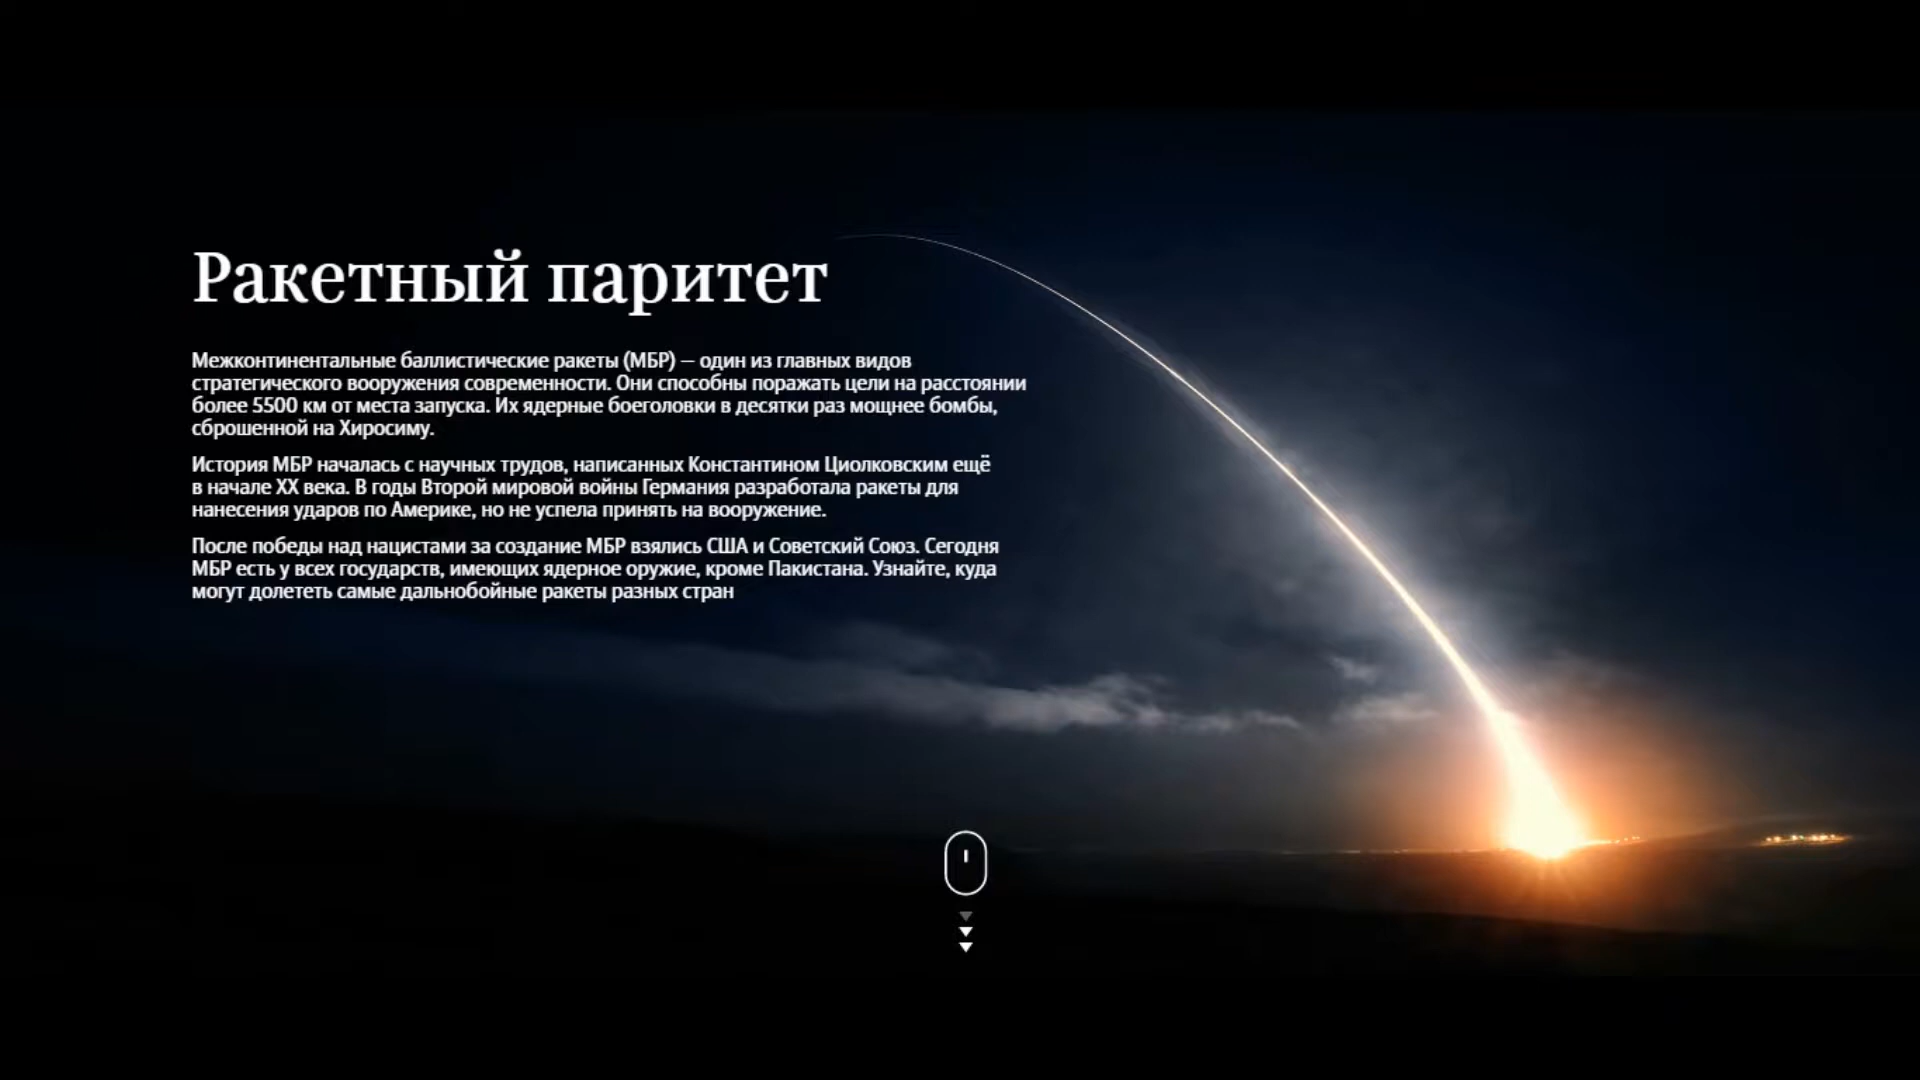 Ракетный паритет
Межконтинентальные баллистические ракеты (МБР) — один из главных видов
стратегического вооружения современности. Они способны поражать цели на расстоянии
более 5500 км от места запуска. Их ядерные боеголовки в десятки раз мощнее бомбы,
сброшенной на Хиросиму.
История МБР началась с научных трудов, написанных Константином Циолковским ещё
в начале XX века. В годы Второй мировой войны Германия разработала ракеты для
нанесения ударов по Америке, но не успела принять на вооружение.
После победы над нацистами за создание МБР взялись США и Советский Союз. Сегодня
МБР есть у всех государств, имеющих ядерное оружие, кроме Пакистана. Узнайте, куда
могут долететь самые дальнобойные ракеты разных стран